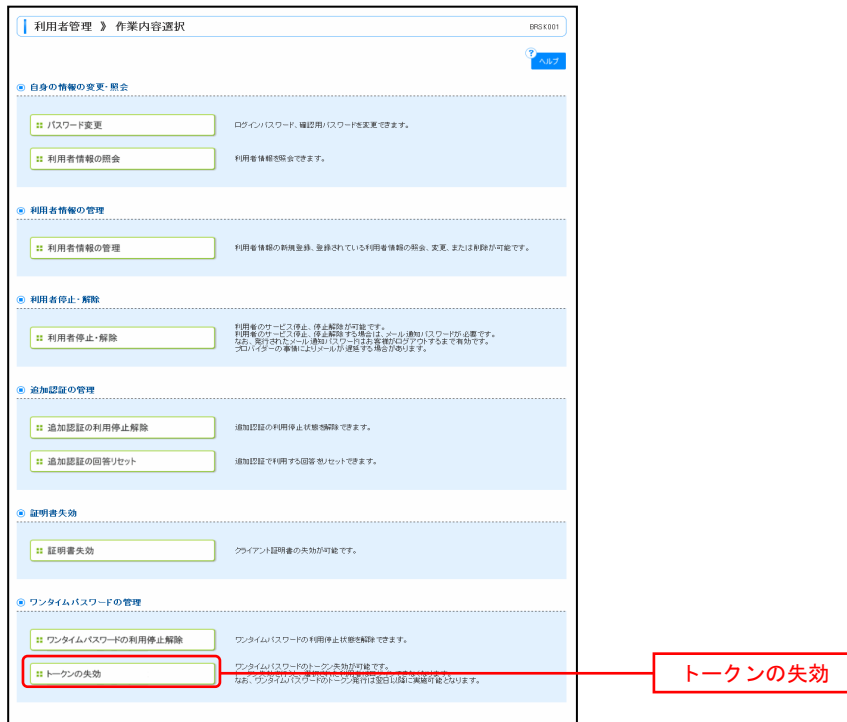 利用者管理 》 作業内容選択
BRSK001
?
ヘルプ
自身の情報の変更・照会
パスワード変更
ログインパスワード、確認用パスワードを変更できます。
利用者情報の照会
利用者情報を照会できます。
利用者情報の管理
利用者情報の管理
利用者情報の新規登録、登録されている利用者情報の照会、変更、または削除が可能です。
利用者停止・解除
利用者停止・解除
利用者のサービス停止、停止解除が可能です。
利用者のサービス停止、停止解除する場合は、メール通知パスワードが必要です。
なお、発行されたメール通知パスワードはお客様がログアウトするまで有効です。
プロバイダーの事情によりメールが遅延する場合があります。
追加認証の管理
追加認証の利用停止解除
追加認証の利用停止状態を解除できます。
追加認証の回答リセット
追加認証で利用する回答をリセットできます。
証明書失効
証明書失効
クライアント証明書の失効が可能です。
ワンタイムパスワードの管理
ワンタイムパスワードの利用停止解除
ワンタイムパスワードの利用停止状態を解除できます。
トークンの失効
ワンタイムパスワードのトークン失効が可能です。
なお、ワンタイムパスワードのトークン発行は翌日以降に実施可能となります。
トークンの失効